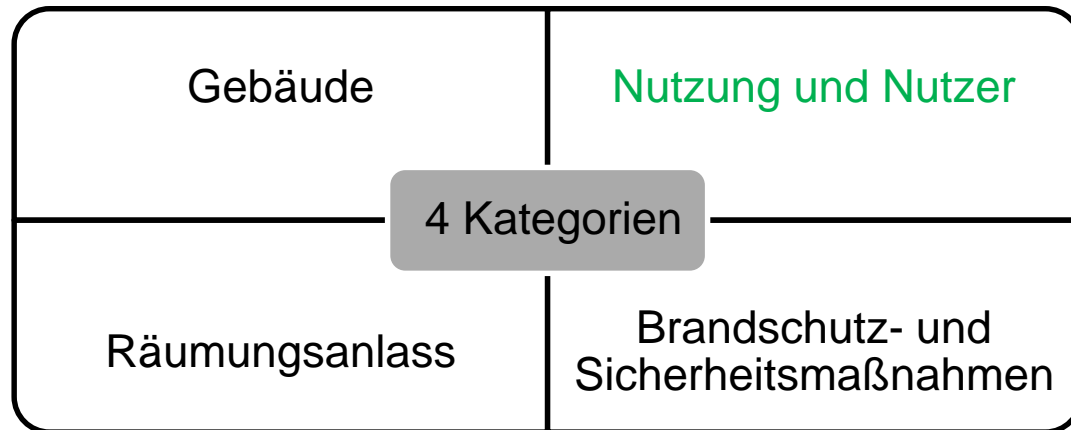 Gebäude
Nutzung und Nutzer
4 Kategorien
Räumungsanlass
Brandschutz- und
Sicherheitsmaßnahmen